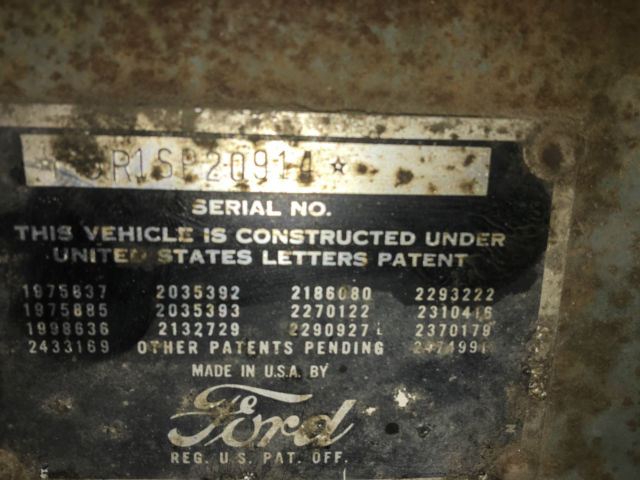 R1SP20914★
SERIAL NO.
THIS VEHICLE IS CONSTRUCTED UNDER
UNITED STATES LETTERS PATENT
1975837 2035392 2186080 2293222
1975885 2035393 2270122 2310416
1998636 2132729 2290927 2370179
2433169 OTHER PATENTS PENDING
MADE IN U.S.A. BY
Ford
REG. U.S. PAT. OFF.